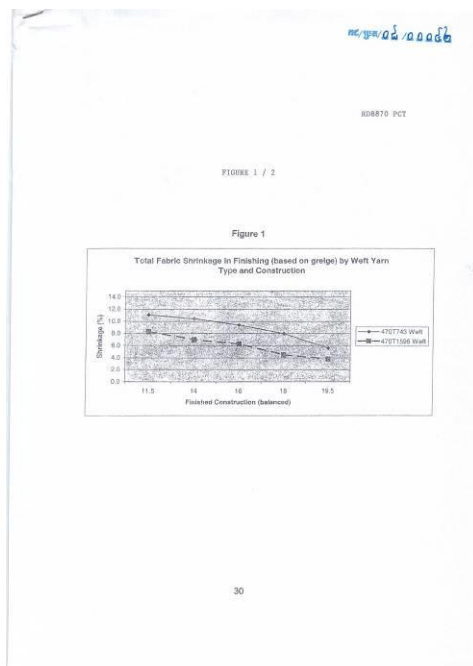 RD8870 PCT
FIGURE 1 / 2
Figure 1
Total Fabric Shrinkage in Finishing (based on greige) by Weft Yarn
Type and Construction
14.0
12.0
10.0
8.0
6.0
4.0
2.0
0.0
Shrinkage (%)
11.5 14 16 18 19.5
Finished Construction (balanced)
470T745 Weft
470T1596 Weft
30